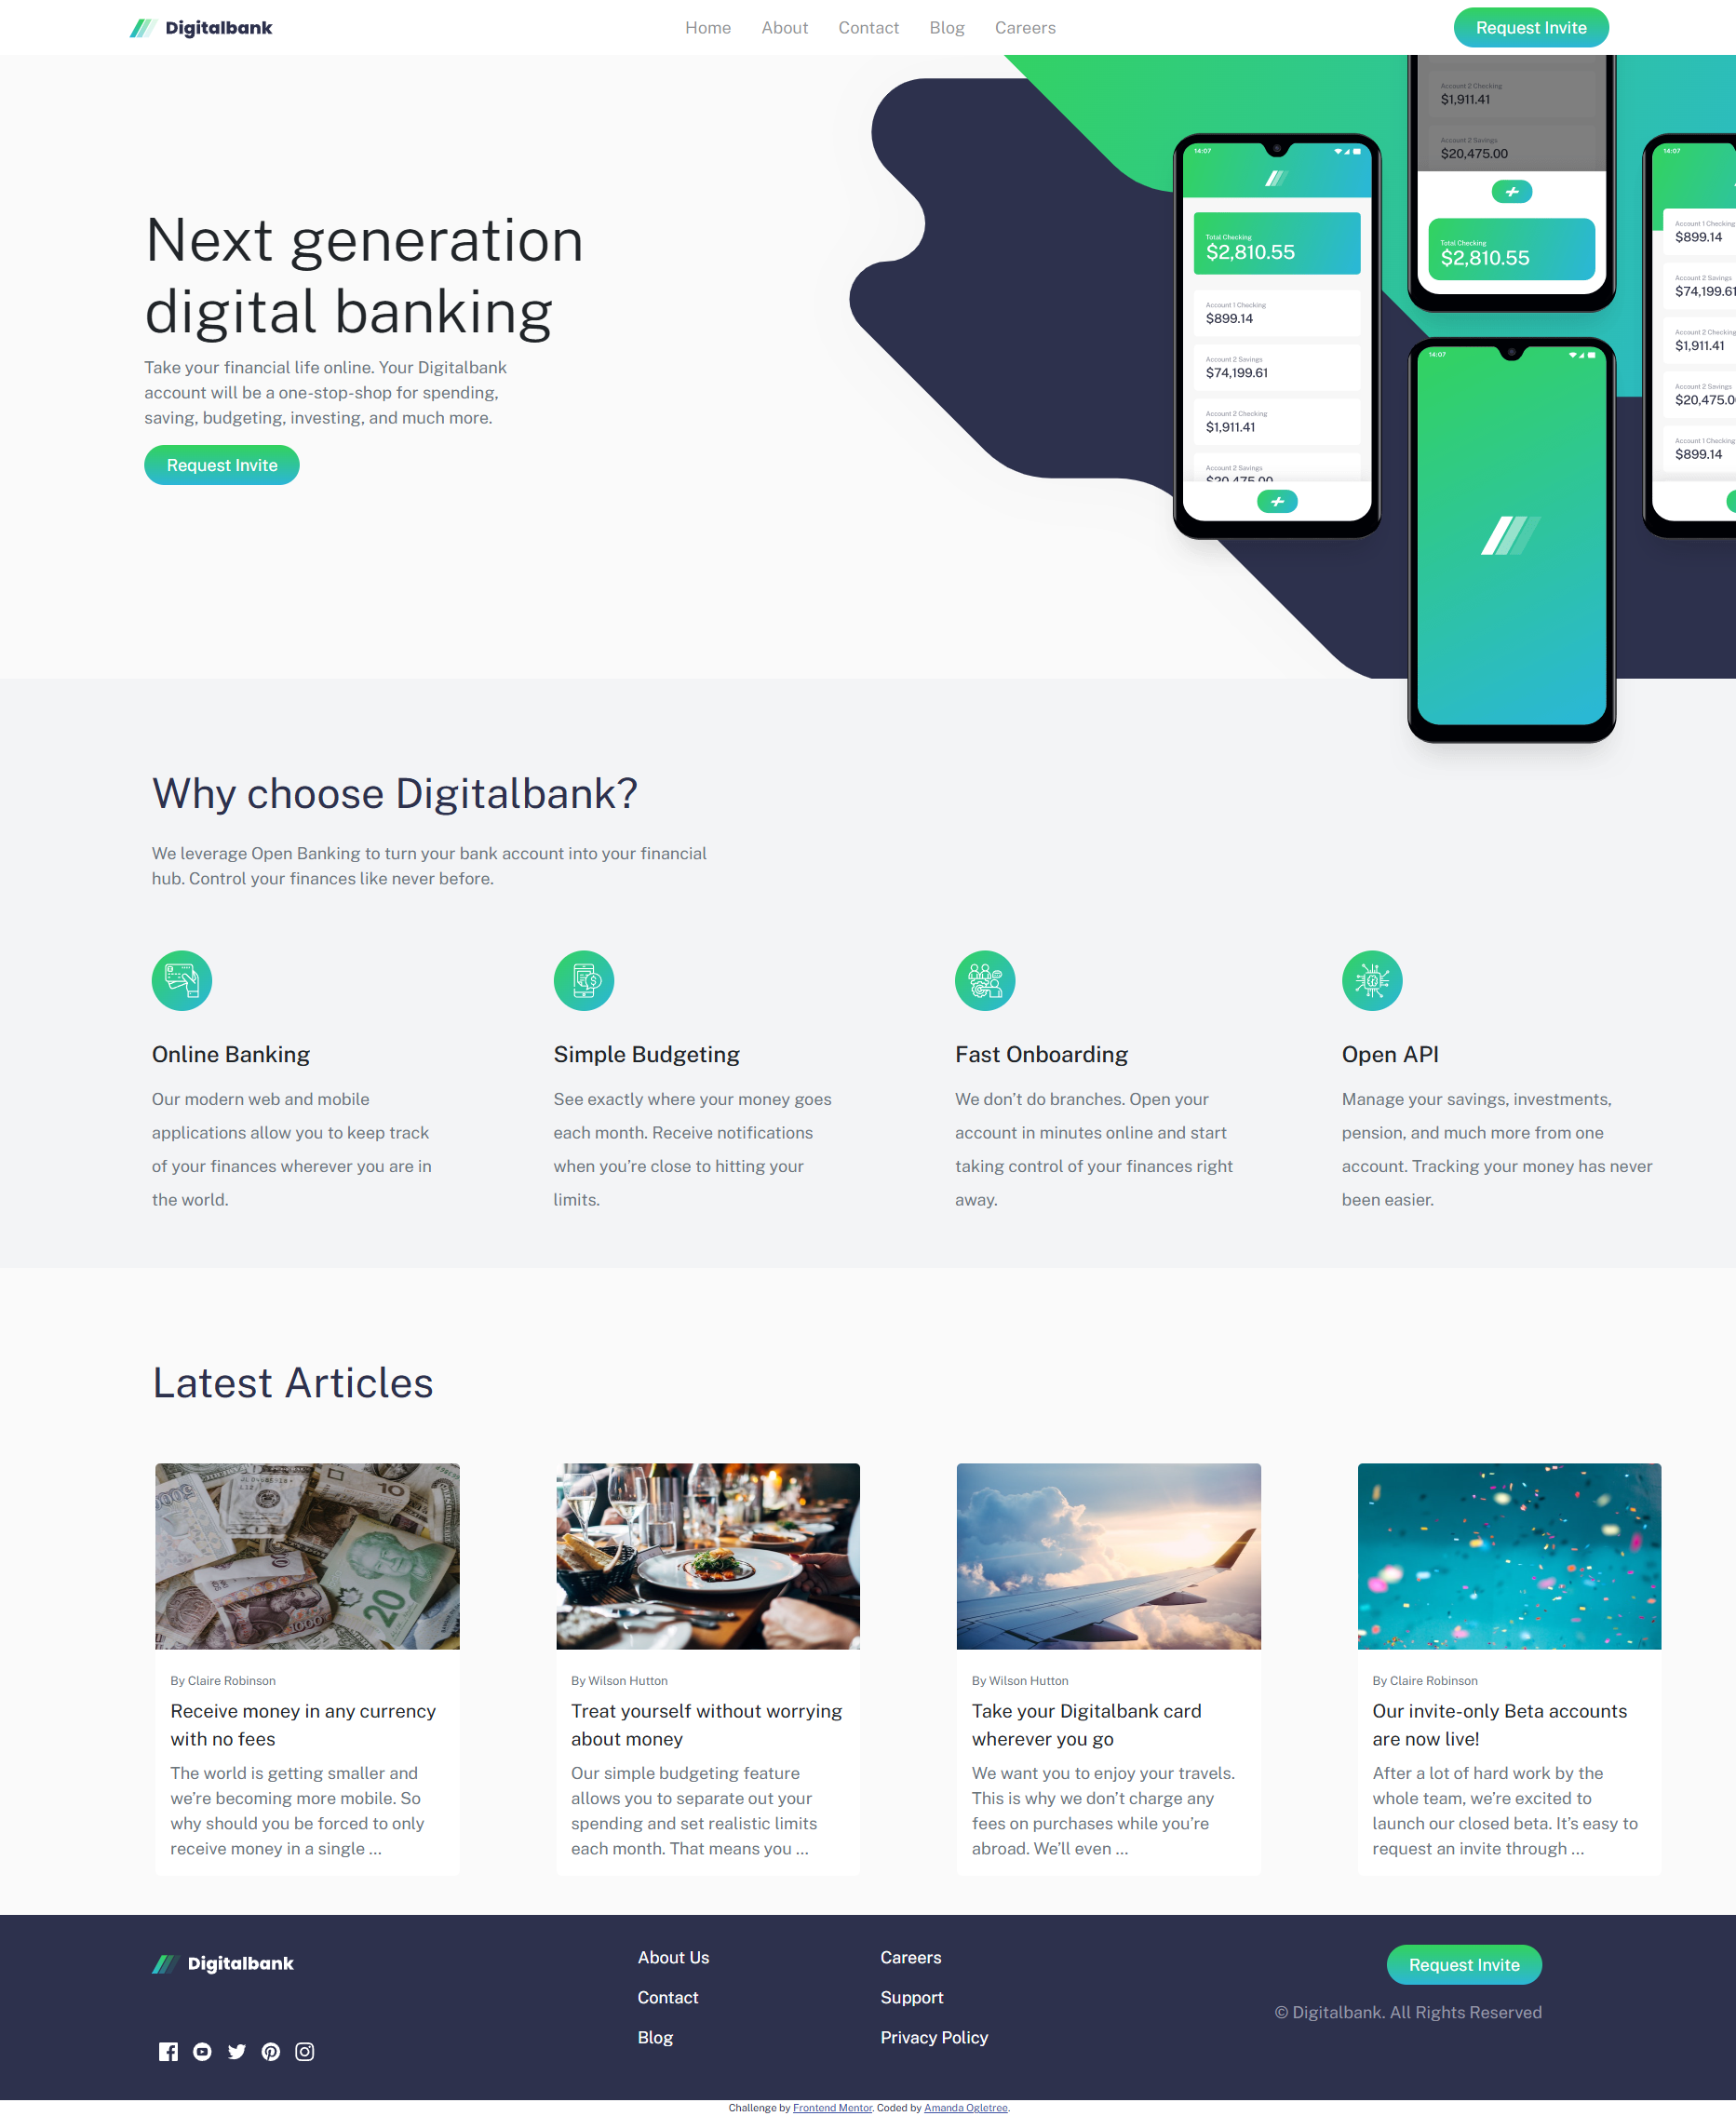 Digitalbank
Home About Contact Blog Careers
Request Invite
Next generation
digital banking
Take your financial life online. Your Digitalbank
account will be a one-stop-shop for spending,
saving, budgeting, investing, and much more.
Request Invite
14:07
Total Checking
$2,810.55
Account 1 Checking
$899.14
Account 2 Savings
$74,199.61
Account 2 Checking
$1,911.41
Account 2 Savings
$20,475.00
Account 2 Checking
$1,911.41
Account 2 Savings
$20,475.00
Total Checking
$2,810.55
14:07
14:07
Account 1 Checking
$899.14
Account 2 Savings
$74,199.61
Account 2 Checking
$1,911.41
Account 2 Savings
$20,475.0
Account 1 Checking
$899.14
Why choose Digitalbank?
We leverage Open Banking to turn your bank account into your financial
hub. Control your finances like never before.
Online Banking
Our modern web and mobile
applications allow you to keep track
of your finances wherever you are in
the world.
Simple Budgeting
See exactly where your money goes
each month. Receive notifications
when you’re close to hitting your
limits.
Fast Onboarding
We don’t do branches. Open your
account in minutes online and start
taking control of your finances right
away.
Open API
Manage your savings, investments,
pension, and much more from one
account. Tracking your money has never
been easier.
Latest Articles
10
20
1000
By Claire Robinson
Receive money in any currency
with no fees
The world is getting smaller and
we’re becoming more mobile. So
why should you be forced to only
receive money in a single ...
By Wilson Hutton
Treat yourself without worrying
about money
Our simple budgeting feature
allows you to separate out your
spending and set realistic limits
each month. That means you ...
By Wilson Hutton
Take your Digitalbank card
wherever you go
We want you to enjoy your travels.
This is why we don’t charge any
fees on purchases while you’re
abroad. We’ll even ...
By Claire Robinson
Our invite-only Beta accounts
are now live!
After a lot of hard work by the
whole team, we’re excited to
launch our closed beta. It’s easy to
request an invite through ...
Digitalbank
About Us
Contact
Blog
Careers
Support
Privacy Policy
Request Invite
© Digitalbank. All Rights Reserved
Challenge by Frontend Mentor. Coded by Amanda Ogletree.